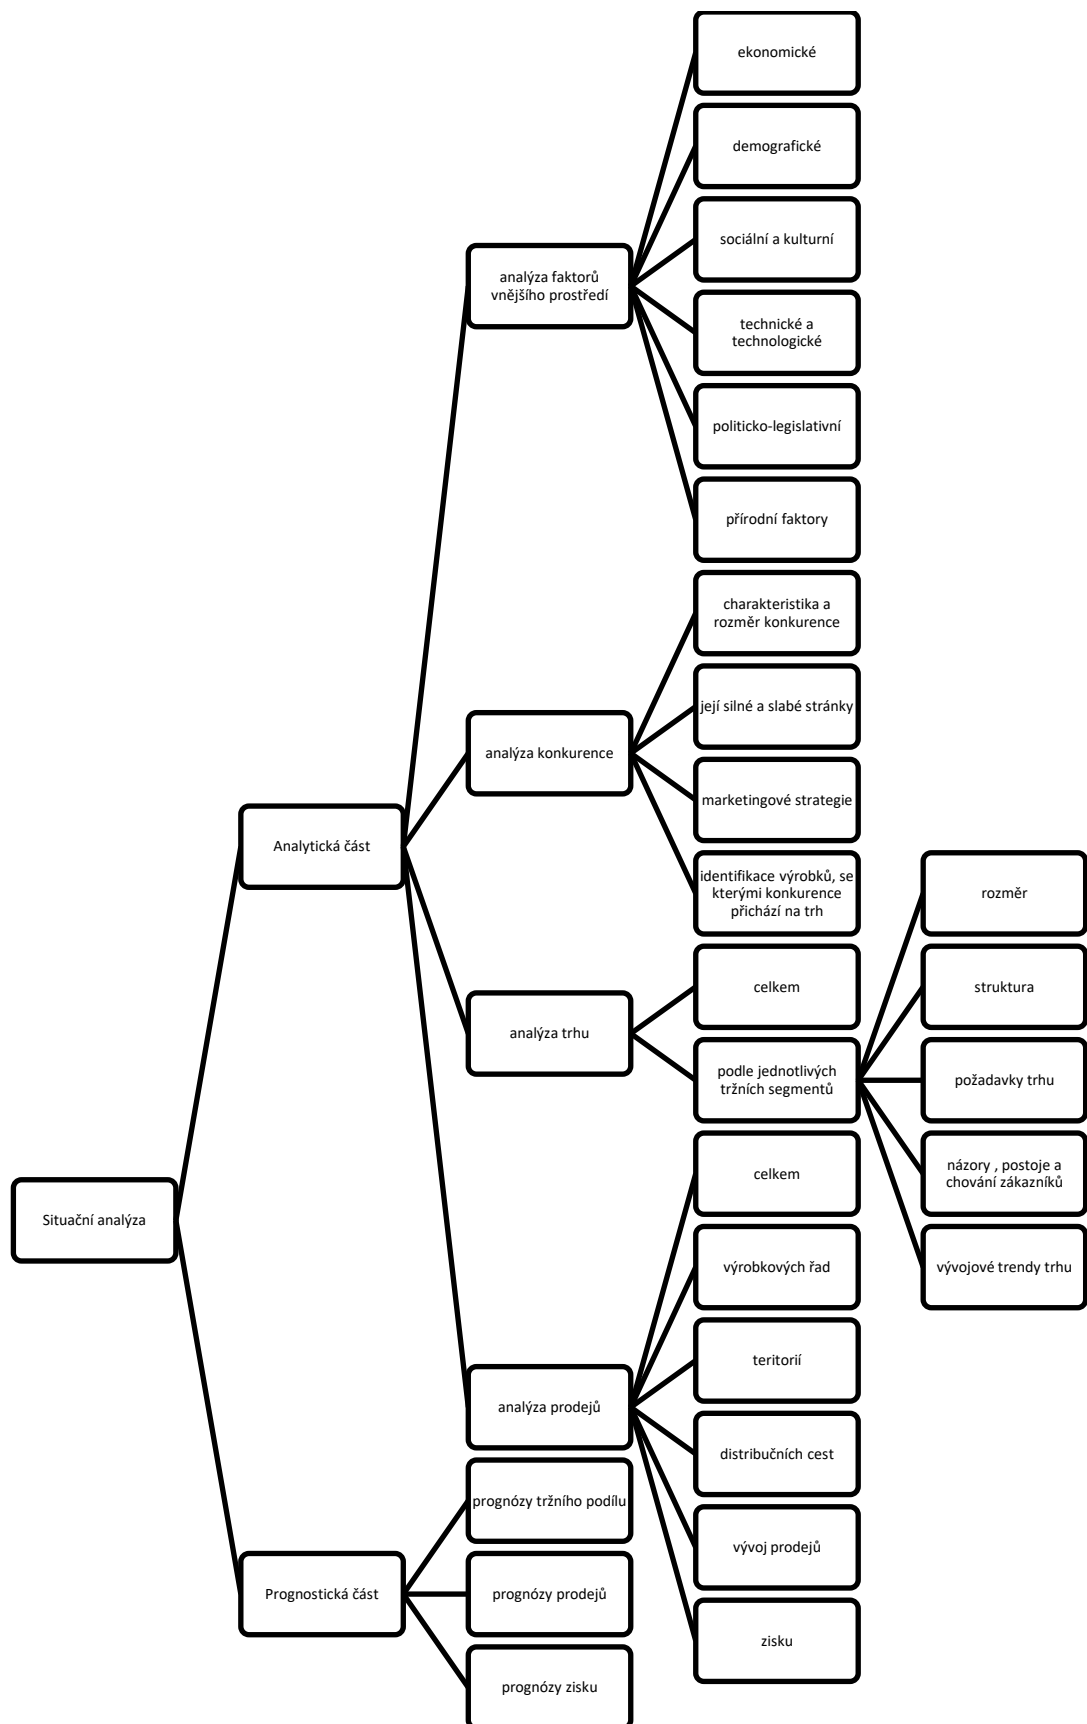 Situační analýza
Analytická část
analýza faktorů
vnějšího prostředí
ekonomické
demografické
sociální a kulturní
technické a
technologické
politicko-legislativní
přírodní faktory
analýza konkurence
charakteristika a
rozměr konkurence
její silné a slabé stránky
marketingové strategie
identifikace výrobků, se
kterými konkurence
přichází na trh
analýza trhu
celkem
podle jednotlivých
tržních segmentů
rozměr
struktura
požadavky trhu
názory , postoje a
chování zákazníků
vývojové trendy trhu
analýza prodejů
celkem
výrobkových řad
teritorií
distribučních cest
vývoj prodejů
zisku
Prognostická část
prognózy tržního podílu
prognózy prodejů
prognózy zisku